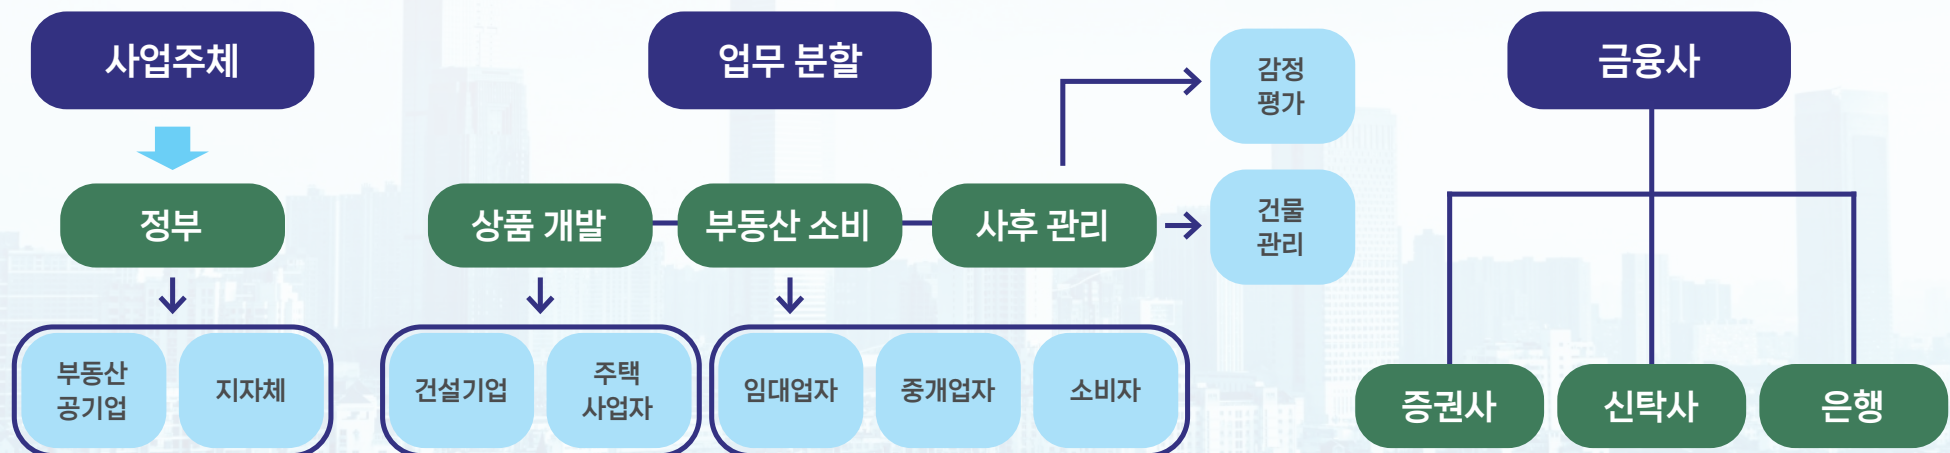 사업주체
업무 분할
금융사
감정
평가
정부
상품 개발
부동산 소비
사후 관리
건물
관리
부동산
공기업
지자체
건설기업
주택
사업자
임대업자
중개업자
소비자
증권사
신탁사
은행